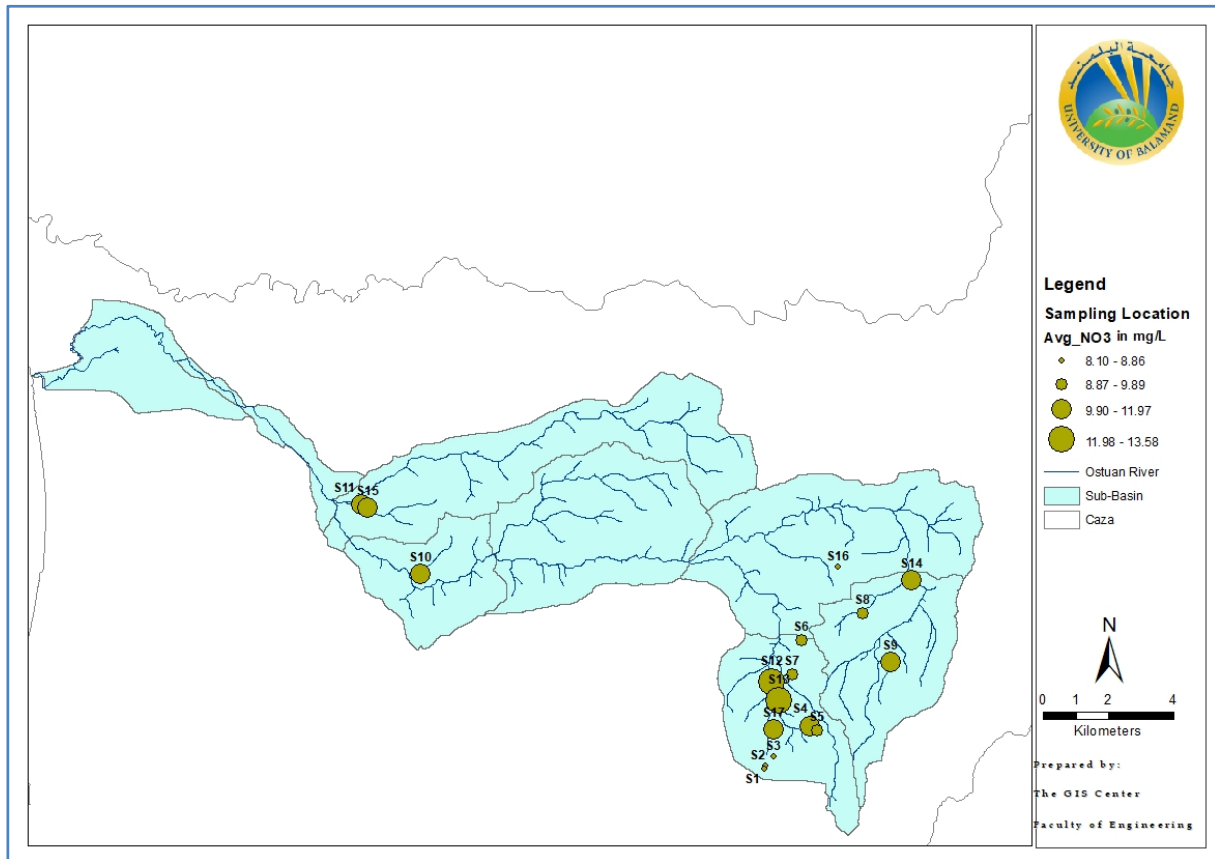 جامعة البلمند
UNIVERSITY OF BALAMAND
Legend
Sampling Location
Avg_NO3 in mg/L
8.10 - 8.86
8.87 - 9.89
9.90 - 11.97
11.98 - 13.58
Ostuan River
Sub-Basin
Caza
S11
S15
S10
S16
S14
S8
S6
S9
S12
S7
S13
S17
S4
S5
S3
S2
S1
N
0 1 2 4
Kilometers
Prepared by:
The GIS Center
Faculty of Engineering